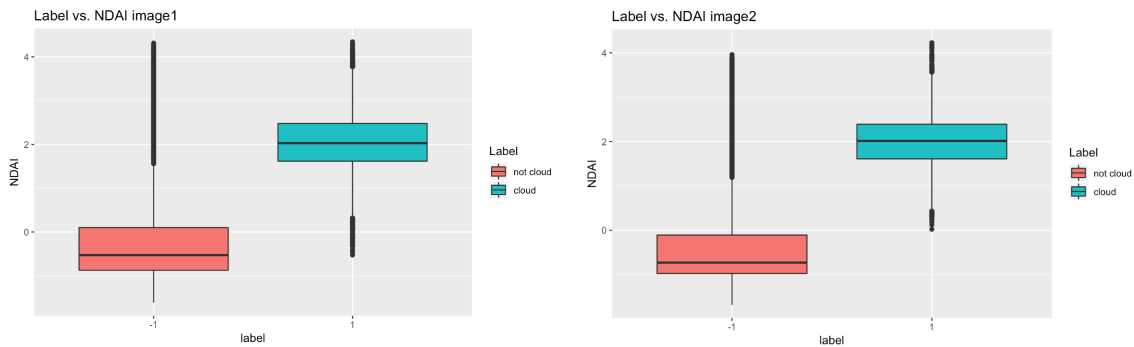 Label vs. NDAI image1
NDAI
4
2
0
-1
1
label
Label
not cloud
cloud
Label vs. NDAI image2
NDAI
4
2
0
-1
1
label
Label
not cloud
cloud